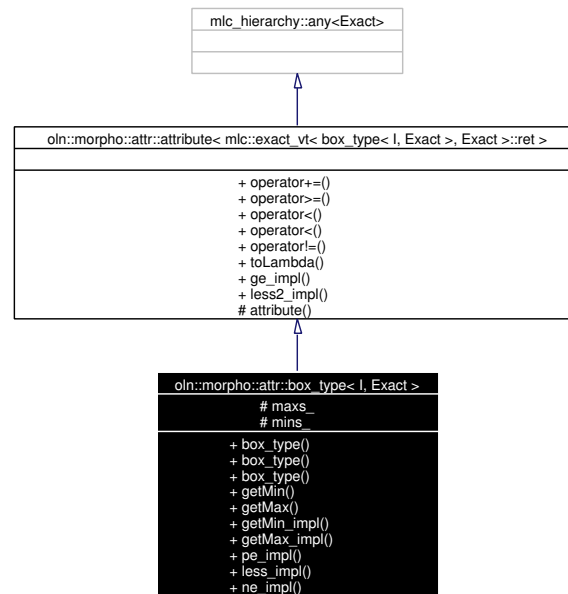 mlc_hierarchy::any<Exact>
oln::morpho::attr::attribute< mlc::exact_vt< box_type< I, Exact >, Exact >::ret >
+ operator+=()
+ operator>=()
+ operator<()
+ operator<()
+ operator!=()
+ toLambda()
+ ge_impl()
+ less2_impl()
# attribute()
oln::morpho::attr::box_type< I, Exact >
# maxs_
# mins_
+ box_type()
+ box_type()
+ box_type()
+ getMin()
+ getMax()
+ getMin_impl()
+ getMax_impl()
+ pe_impl()
+ less_impl()
+ ne_impl()